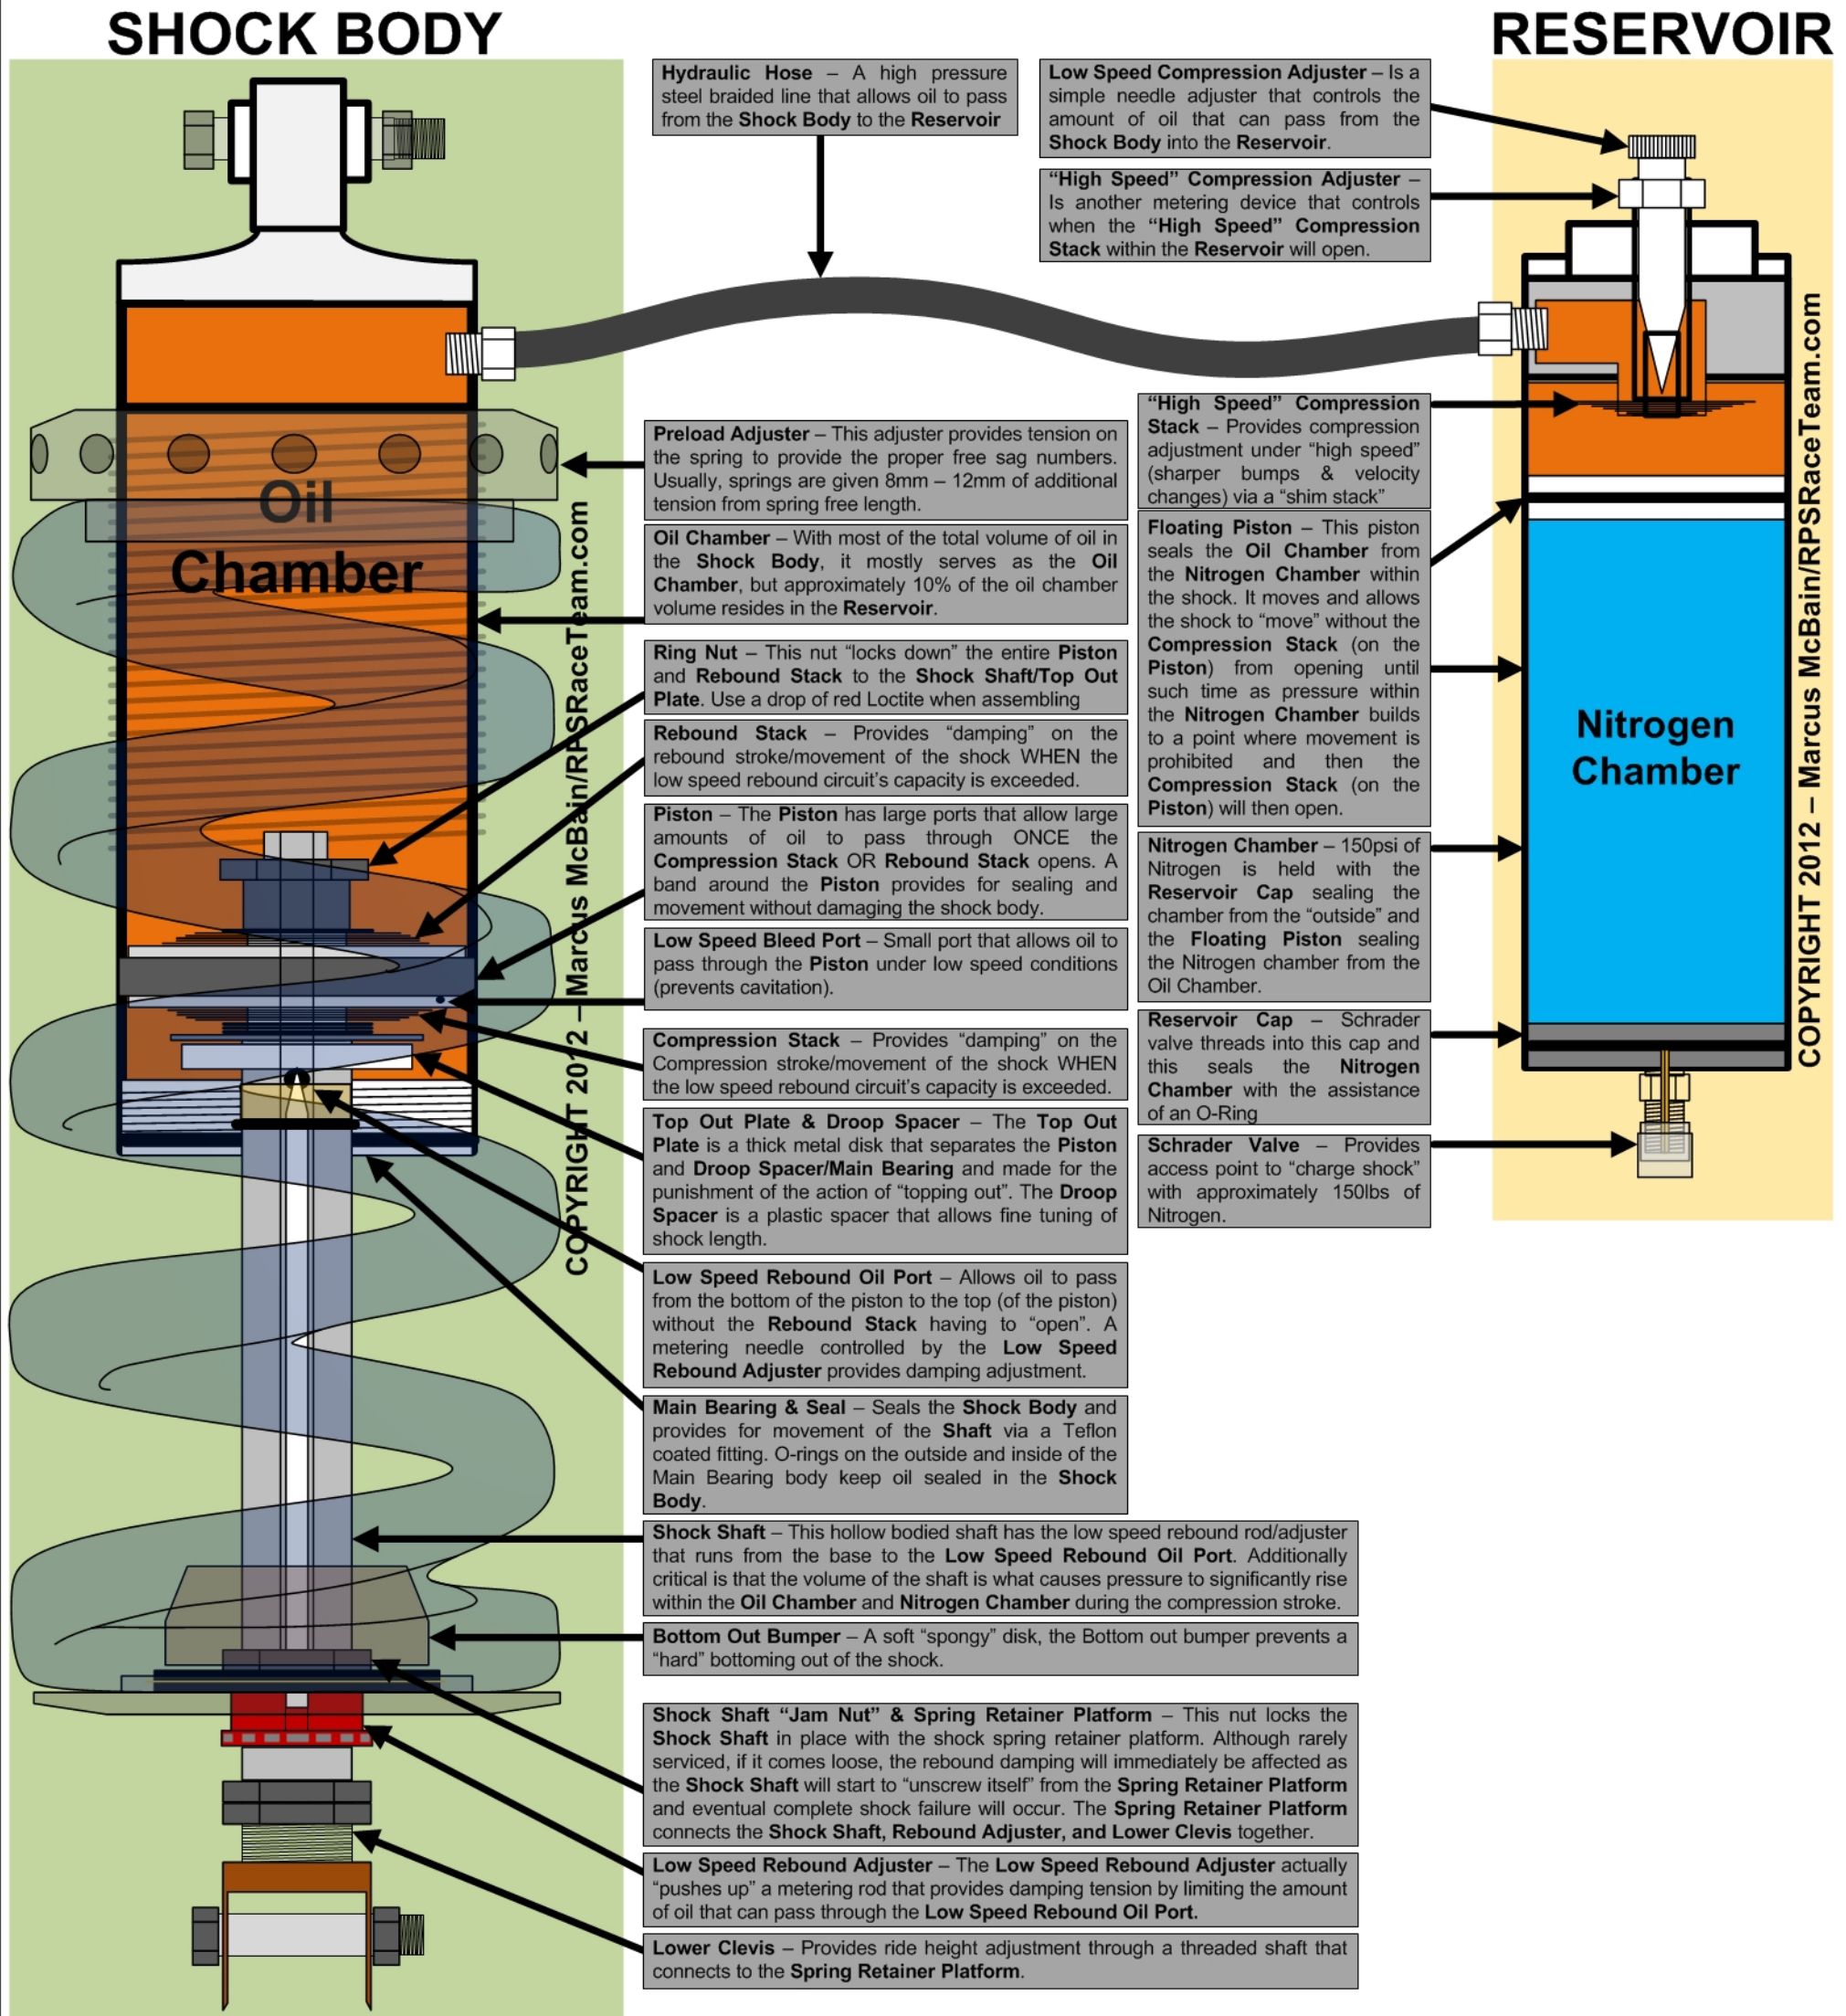 SHOCK BODY
RESERVOIR
Hydraulic Hose – A high pressure
steel braided line that allows oil to pass
from the Shock Body to the Reservoir
Low Speed Compression Adjuster – Is a
simple needle adjuster that controls the
amount of oil that can pass from the
Shock Body into the Reservoir.
“High Speed” Compression Adjuster –
Is another metering device that controls
when the “High Speed” Compression
Stack within the Reservoir will open.
Oil
Chamber
COPYRIGHT 2012 – Marcus McBain/RPSRaceTeam.com
Preload Adjuster – This adjuster provides tension on
the spring to provide the proper free sag numbers.
Usually, springs are given 8mm – 12mm of additional
tension from spring free length.
Oil Chamber – With most of the total volume of oil in
the Shock Body, it mostly serves as the Oil
Chamber, but approximately 10% of the oil chamber
volume resides in the Reservoir.
Ring Nut – This nut “locks down” the entire Piston
and Rebound Stack to the Shock Shaft/Top Out
Plate. Use a drop of red Loctite when assembling
Rebound Stack – Provides “damping” on the
rebound stroke/movement of the shock WHEN the
low speed rebound circuit’s capacity is exceeded.
Piston – The Piston has large ports that allow large
amounts of oil to pass through ONCE the
Compression Stack OR Rebound Stack opens. A
band around the Piston provides for sealing and
movement without damaging the shock body.
Low Speed Bleed Port – Small port that allows oil to
pass through the Piston under low speed conditions
(prevents cavitation).
Compression Stack – Provides “damping” on the
Compression stroke/movement of the shock WHEN
the low speed rebound circuit’s capacity is exceeded.
Top Out Plate & Droop Spacer – The Top Out
Plate is a thick metal disk that separates the Piston
and Droop Spacer/Main Bearing and made for the
punishment of the action of “topping out”. The Droop
Spacer is a plastic spacer that allows fine tuning of
shock length.
Low Speed Rebound Oil Port – Allows oil to pass
from the bottom of the piston to the top (of the piston)
without the Rebound Stack having to “open”. A
metering needle controlled by the Low Speed
Rebound Adjuster provides damping adjustment.
Main Bearing & Seal – Seals the Shock Body and
provides for movement of the Shaft via a Teflon
coated fitting. O-rings on the outside and inside of the
Main Bearing body keep oil sealed in the Shock
Body.
Shock Shaft – This hollow bodied shaft has the low speed rebound rod/adjuster
that runs from the base to the Low Speed Rebound Oil Port. Additionally
critical is that the volume of the shaft is what causes pressure to significantly rise
within the Oil Chamber and Nitrogen Chamber during the compression stroke.
Bottom Out Bumper – A soft “spongy” disk, the Bottom out bumper prevents a
“hard” bottoming out of the shock.
Shock Shaft “Jam Nut” & Spring Retainer Platform – This nut locks the
Shock Shaft in place with the shock spring retainer platform. Although rarely
serviced, if it comes loose, the rebound damping will immediately be affected as
the Shock Shaft will start to “unscrew itself” from the Spring Retainer Platform
and eventual complete shock failure will occur. The Spring Retainer Platform
connects the Shock Shaft, Rebound Adjuster, and Lower Clevis together.
Low Speed Rebound Adjuster – The Low Speed Rebound Adjuster actually
“pushes up” a metering rod that provides damping tension by limiting the amount
of oil that can pass through the Low Speed Rebound Oil Port.
Lower Clevis – Provides ride height adjustment through a threaded shaft that
connects to the Spring Retainer Platform.
“High Speed” Compression
Stack – Provides compression
adjustment under “high speed”
(sharper bumps & velocity
changes) via a “shim stack”
Floating Piston – This piston
seals the Oil Chamber from
the Nitrogen Chamber within
the shock. It moves and allows
the shock to “move” without the
Compression Stack (on the
Piston) from opening until
such time as pressure within
the Nitrogen Chamber builds
to a point where movement is
prohibited and then the
Compression Stack (on the
Piston) will then open.
Nitrogen Chamber – 150psi of
Nitrogen is held with the
Reservoir Cap sealing the
chamber from the “outside” and
the Floating Piston sealing
the Nitrogen chamber from the
Oil Chamber.
Reservoir Cap – Schrader
valve threads into this cap and
this seals the Nitrogen
Chamber with the assistance
of an O-Ring
Schrader Valve – Provides
access point to “charge shock”
with approximately 150lbs of
Nitrogen.
Nitrogen
Chamber
COPYRIGHT 2012 – Marcus McBain/RPSRaceTeam.com